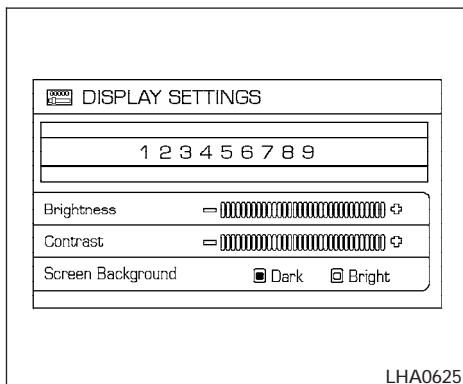 DISPLAY SETTINGS
1 2 3 4 5 6 7 8 9
Brightness - +
Contrast - +
Screen Background Dark Bright
LHA0625